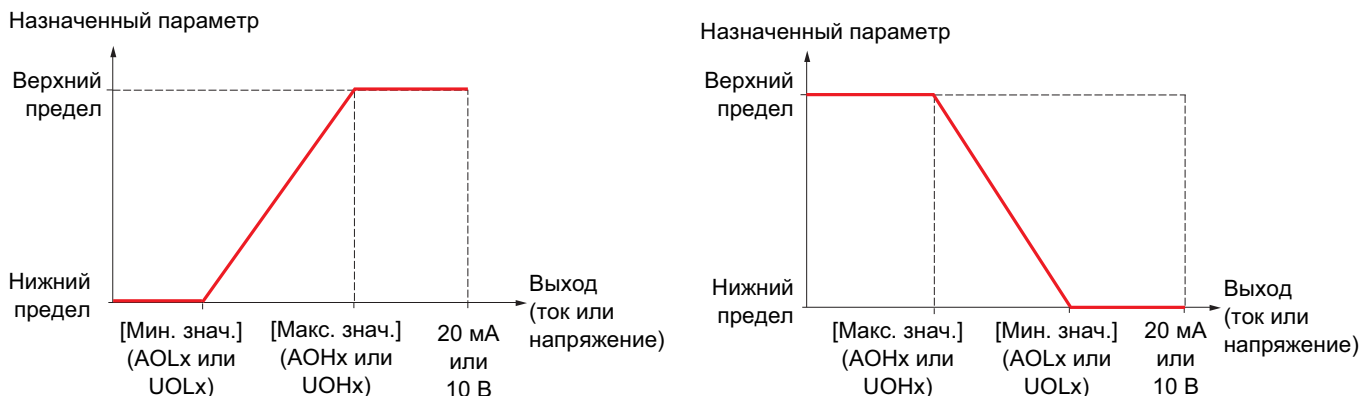 Назначенный параметр
Верхний
предел
Нижний
предел
[Мин. знач.]
(AOLx или
UOLx)
[Макс. знач.]
(AOHx или
UOHx)
20 мА
или
10 В
Выход
(ток или
напряжение)
Назначенный параметр
Верхний
предел
Нижний
предел
[Макс. знач.]
(AOHx или
UOHx)
[Мин. знач.]
(AOLx или
UOLx)
20 мА
или
10 В
Выход
(ток или
напряжение)